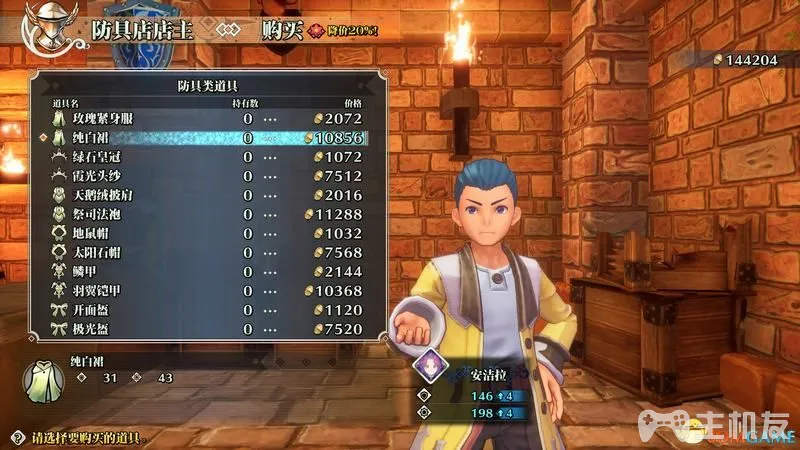 防具店店主 购买 降价20%!
144204
防具类道具
道具名 持有数 价格
玫瑰紧身服 0 … 2072
纯白裙 0 … 10856
绿石皇冠 0 … 1072
霞光头纱 0 … 7512
天鹅绒披肩 0 … 2016
祭司法袍 0 … 11288
地鼠帽 0 … 1032
太阳石帽 0 … 7568
鳞甲 0 … 2144
羽翼铠甲 0 … 10368
开面盔 0 … 1120
极光盔 0 … 7520
纯白裙
31 43
安洁拉
146 4
198 4
请选择要购买的道具。
主机友
GAME